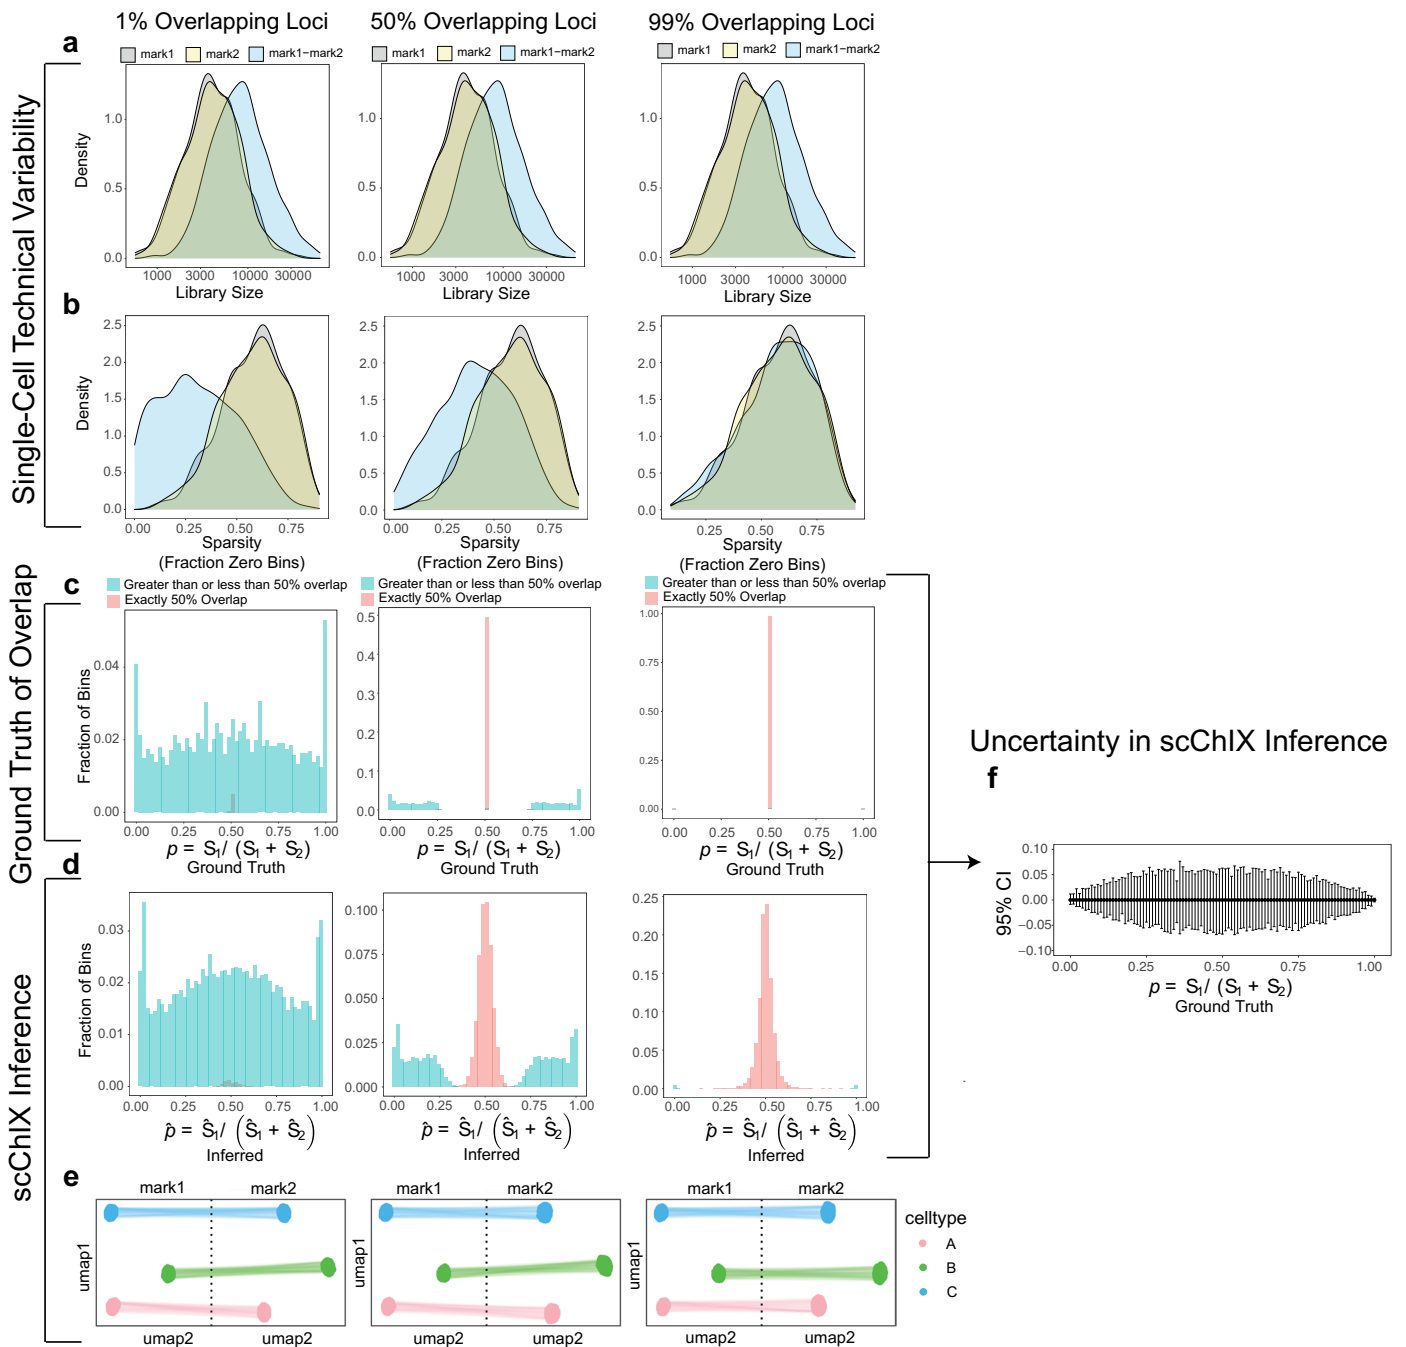 1% Overlapping Loci
50% Overlapping Loci
99% Overlapping Loci
a
mark1 mark2 mark1−mark2
mark1 mark2 mark1−mark2
mark1 mark2 mark1−mark2
Single-Cell Technical Variability
Density
1.0
0.5
0.0
1000 3000 10000 30000
Library Size
1.0
0.5
0.0
1000 3000 10000 30000
Library Size
1.0
0.5
0.0
1000 3000 10000 30000
Library Size
b
Density
2.5
2.0
1.5
1.0
0.5
0.0
0.00 0.25 0.50 0.75
Sparsity
(Fraction Zero Bins)
2.5
2.0
1.5
1.0
0.5
0.0
0.00 0.25 0.50 0.75
Sparsity
(Fraction Zero Bins)
2.5
2.0
1.5
1.0
0.5
0.0
0.25 0.50 0.75
Sparsity
(Fraction Zero Bins)
Ground Truth of Overlap
c
Greater than or less than 50% overlap
Exactly 50% Overlap
Greater than or less than 50% overlap
Exactly 50% Overlap
Greater than or less than 50% overlap
Exactly 50% Overlap
Fraction of Bins
0.04
0.02
0.00
0.00 0.25 0.50 0.75 1.00
p = S1/ (S1 + S2)
Ground Truth
0.5
0.4
0.3
0.2
0.1
0.0
0.00 0.25 0.50 0.75 1.00
p = S1/ (S1 + S2)
Ground Truth
1.00
0.75
0.50
0.25
0.00
0.00 0.25 0.50 0.75 1.00
p = S1/ (S1 + S2)
Ground Truth
scChIX Inference
d
Fraction of Bins
0.03
0.02
0.01
0.00
0.00 0.25 0.50 0.75 1.00
p̂ = Ŝ1/ (Ŝ1 + Ŝ2)
Inferred
0.100
0.075
0.050
0.025
0.000
0.00 0.25 0.50 0.75 1.00
p̂ = Ŝ1/ (Ŝ1 + Ŝ2)
Inferred
0.25
0.20
0.15
0.10
0.05
0.00
0.00 0.25 0.50 0.75 1.00
p̂ = Ŝ1/ (Ŝ1 + Ŝ2)
Inferred
e
mark1 mark2
umap1
umap2 umap2
mark1 mark2
umap1
umap2 umap2
mark1 mark2
umap1
umap2 umap2
celltype
A
B
C
Uncertainty in scChIX Inference
f
95% CI
0.10
0.05
0.00
−0.05
−0.10
0.00 0.25 0.50 0.75 1.00
p = S1/ (S1 + S2)
Ground Truth